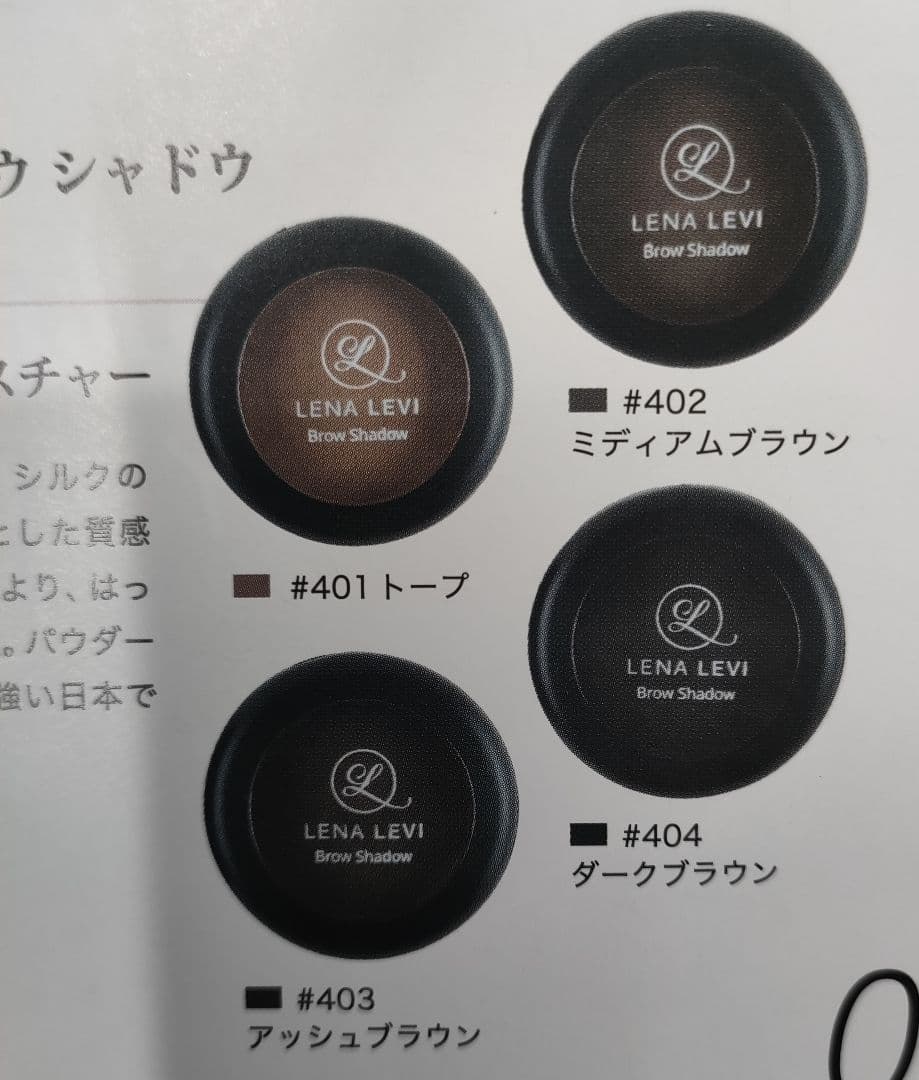 ウ シャドウ
スチャー
シルクの
とした質感
より、はっ
。パウダー
強い日本で
L
LENA LEVI
Brow Shadow
#401 トープ
L
LENA LEVI
Brow Shadow
#402
ミディアムブラウン
L
LENA LEVI
Brow Shadow
#403
アッシュブラウン
L
LENA LEVI
Brow Shadow
#404
ダークブラウン